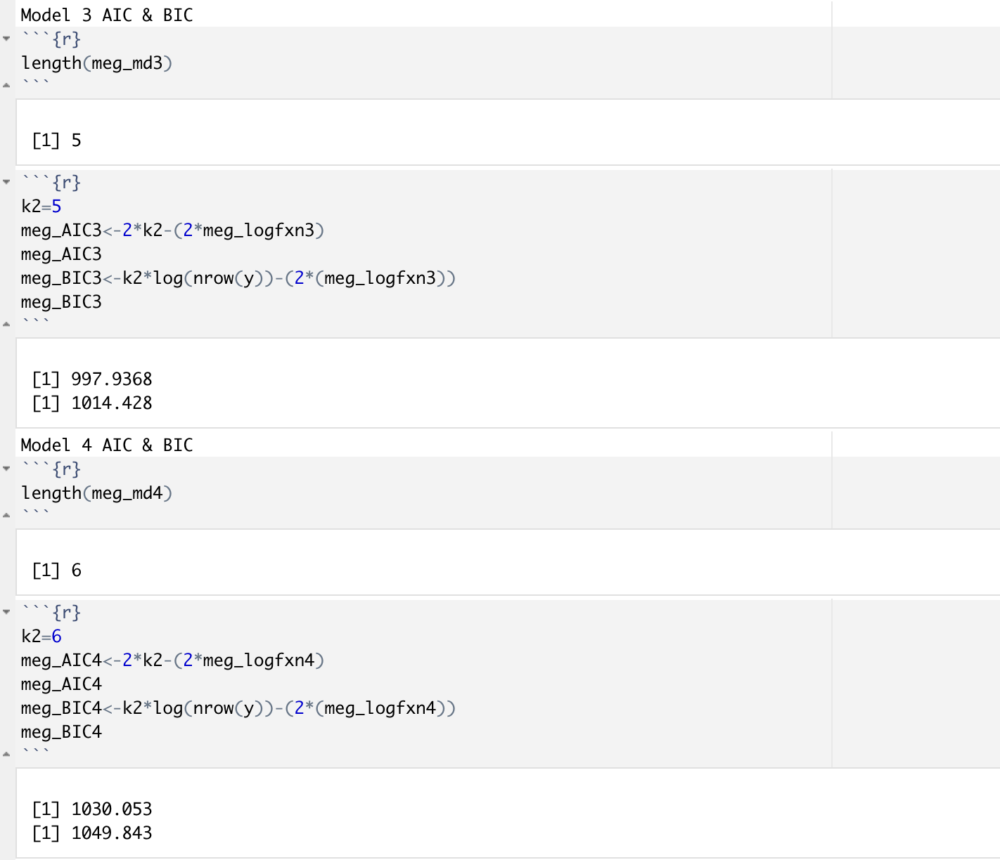 Model 3 AIC & BIC
```{r}
length(meg_md3)
```
[1] 5
```{r}
k2=5
meg_AIC3<-2*k2-(2*meg_logfxn3)
meg_AIC3
meg_BIC3<-k2*log(nrow(y))-(2*(meg_logfxn3))
meg_BIC3
```
[1] 997.9368
[1] 1014.428
Model 4 AIC & BIC
```{r}
length(meg_md4)
```
[1] 6
```{r}
k2=6
meg_AIC4<-2*k2-(2*meg_logfxn4)
meg_AIC4
meg_BIC4<-k2*log(nrow(y))-(2*(meg_logfxn4))
meg_BIC4
```
[1] 1030.053
[1] 1049.843